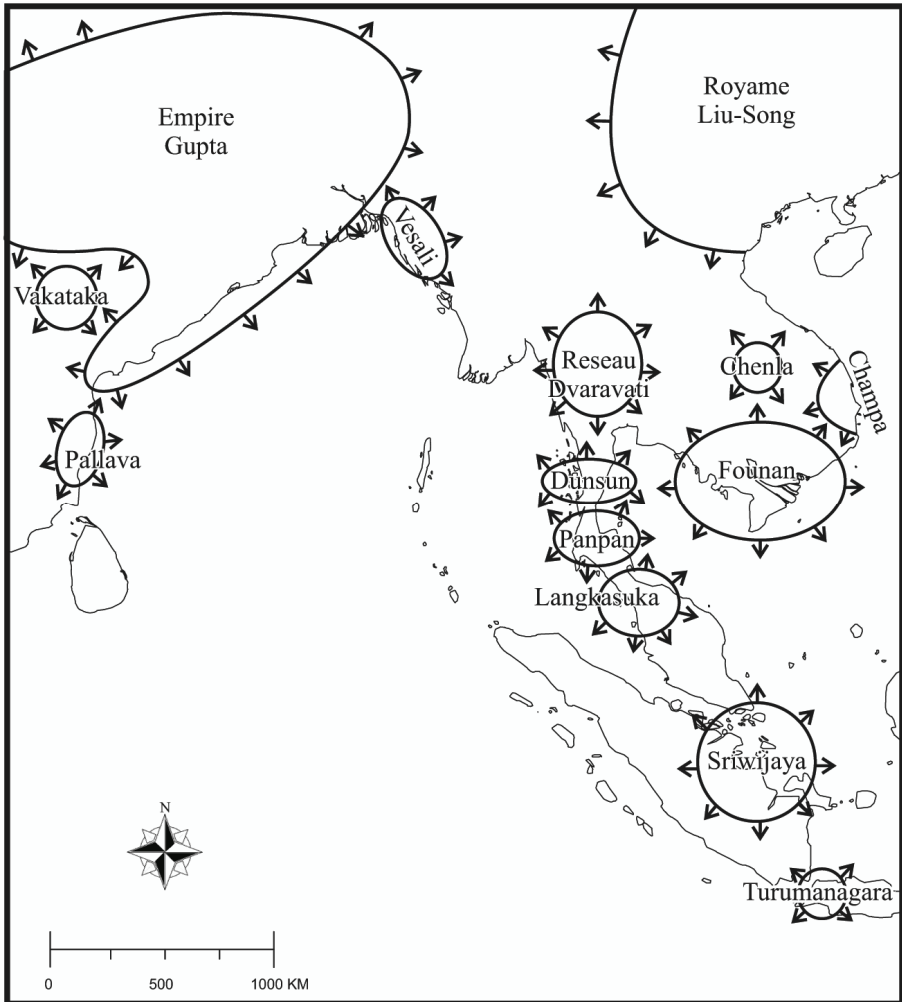 Empire
Gupta
Royame
Liu-Song
Vesali
Vakataka
Reseau
Dvaravati
Chenla
Champa
Pallava
Dunsun
Founan
Panpan
Langkasuka
Sriwijaya
N
Turumanagara
0 500 1000 KM